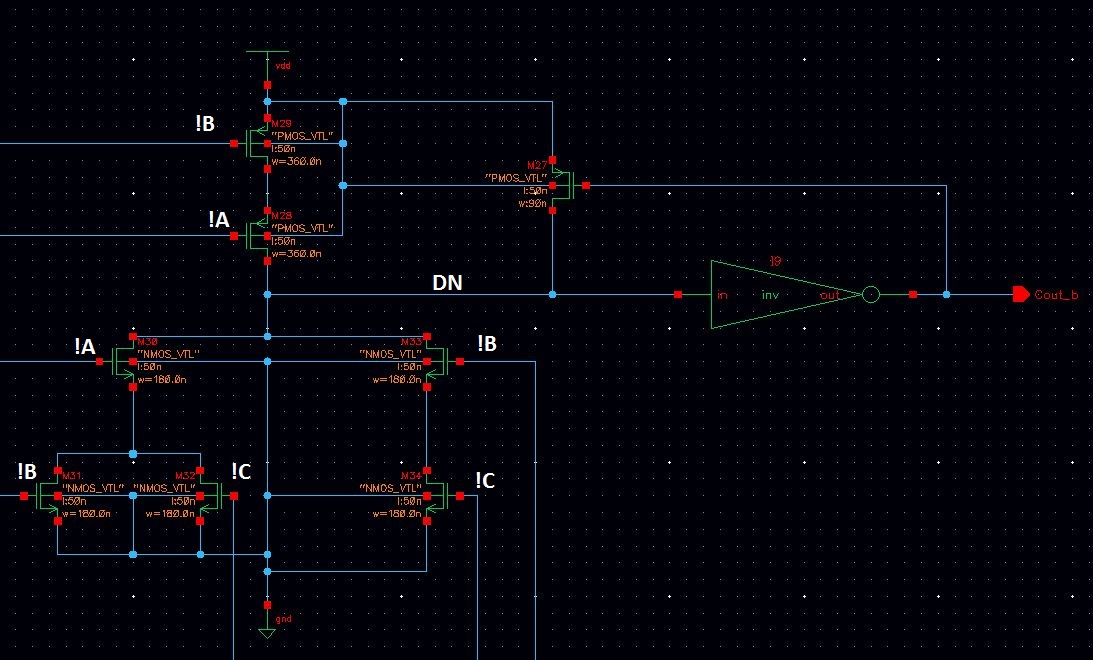 vdd
!B
M29
"PMOS_VTL"
l:50n
w=360.0n
M27
"PMOS_VTL"
l:50n
w:90n
!A
M28
"PMOS_VTL"
l:50n
w=360.0n
DN
I9
in
inv
out
Cout_b
!A
M30
"NMOS_VTL"
l:50n
w=180.0n
M33
"NMOS_VTL"
l:50n
w=180.0n
!B
!B
M31
"NMOS_VTL"
l:50n
w=180.0n
M32
"NMOS_VTL"
l:50n
w=180.0n
!C
M34
"NMOS_VTL"
l:50n
w=180.0n
!C
gnd